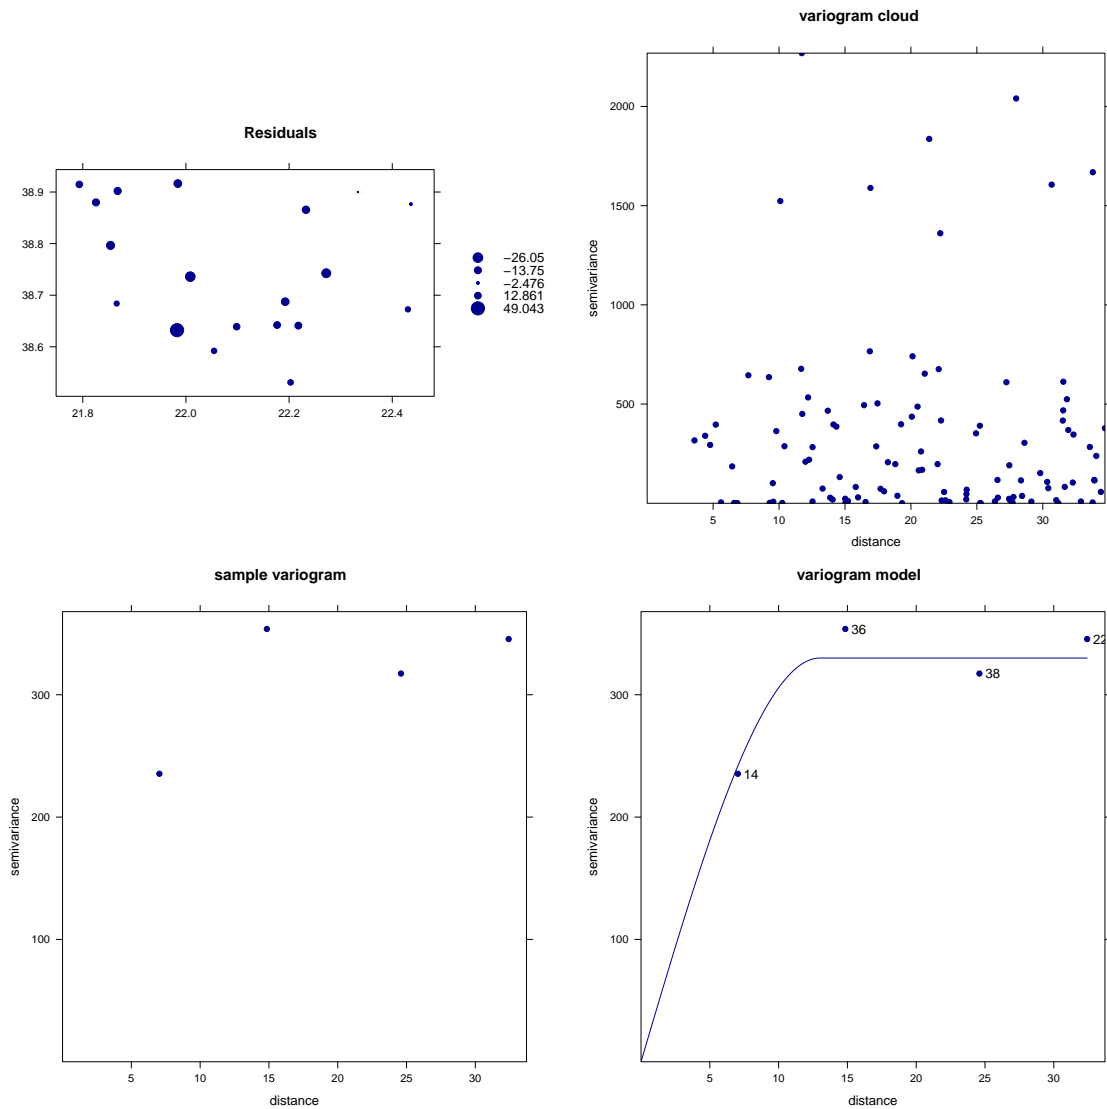 Residuals
38.9
38.8
38.7
38.6
21.8 22.0 22.2 22.4
−26.05
−13.75
−2.476
12.861
49.043
variogram cloud
semivariance
2000
1500
1000
500
5 10 15 20 25 30
distance
sample variogram
semivariance
300
200
100
5 10 15 20 25 30
distance
variogram model
semivariance
300
200
100
36
22
38
14
5 10 15 20 25 30
distance